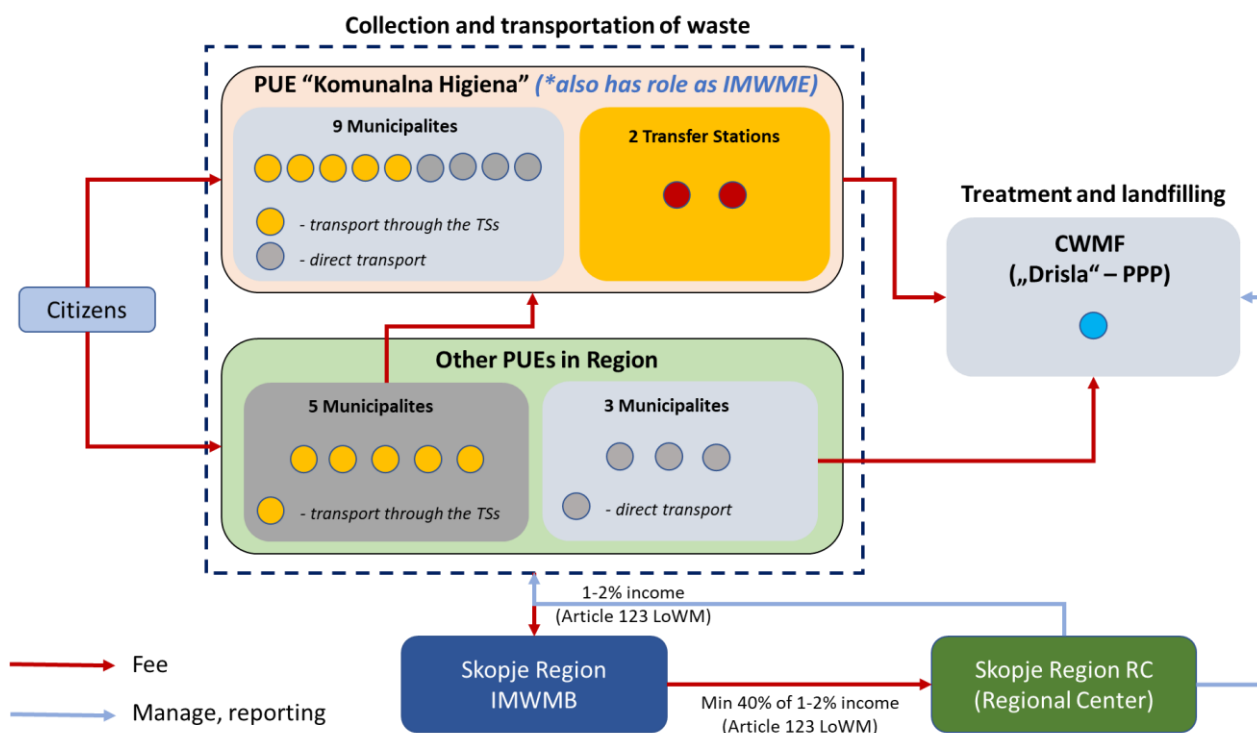 Collection and transportation of waste
PUE “Komunalna Higiena” (*also has role as IMWME)
9 Municipalites
- transport through the TSs
- direct transport
2 Transfer Stations
Citizens
Other PUEs in Region
5 Municipalites
- transport through the TSs
3 Municipalites
- direct transport
Treatment and landfilling
CWMF
(„Drisla“ – PPP)
1-2% income
(Article 123 LoWM)
Skopje Region
IMWMB
Min 40% of 1-2% income
(Article 123 LoWM)
Skopje Region RC
(Regional Center)
Fee
Manage, reporting